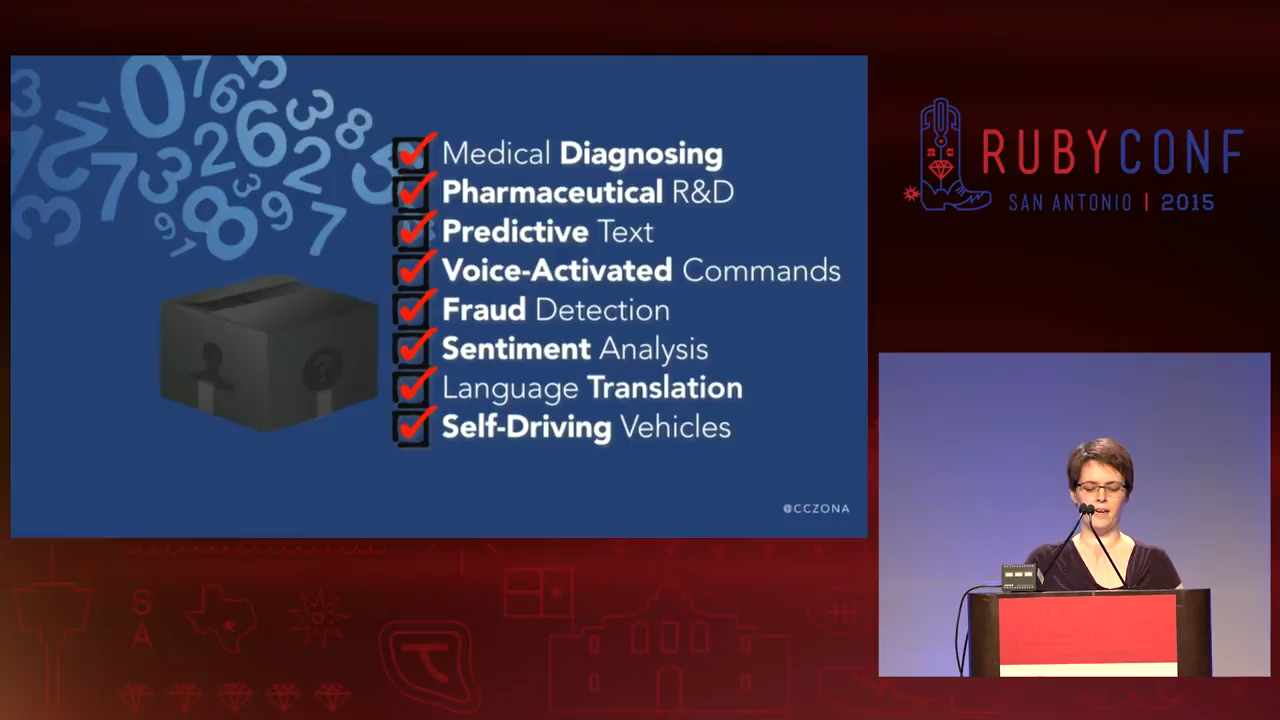 Medical Diagnosing
Pharmaceutical R&D
Predictive Text
Voice-Activated Commands
Fraud Detection
Sentiment Analysis
Language Translation
Self-Driving Vehicles
@CCZONA
RUBYCONF
SAN ANTONIO | 2015
S
A